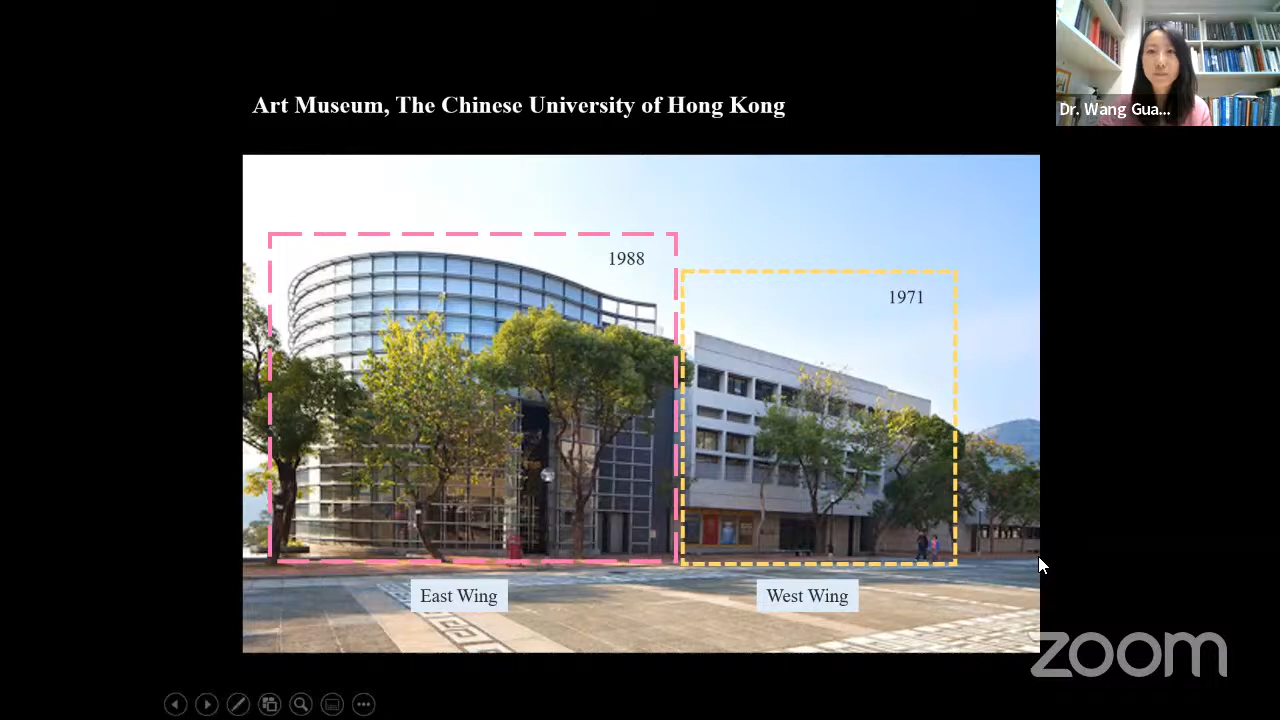 Art Museum, The Chinese University of Hong Kong
Dr. Wang Gua...
1988
1971
East Wing
West Wing
zoom